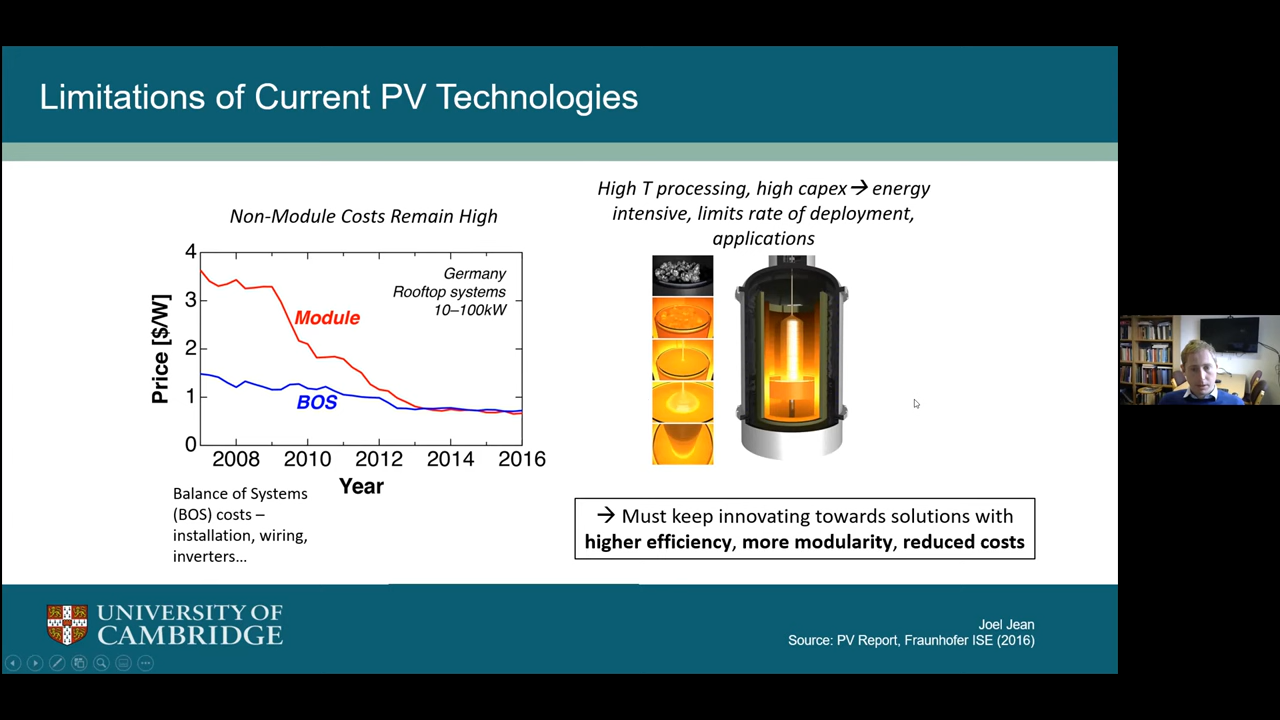 Limitations of Current PV Technologies
Non-Module Costs Remain High
4
3
2
1
0
Price [$/W]
Germany
Rooftop systems
10–100kW
Module
BOS
2008 2010 2012 2014 2016
Year
Balance of Systems
(BOS) costs –
installation, wiring,
inverters...
High T processing, high capex → energy
intensive, limits rate of deployment,
applications
→ Must keep innovating towards solutions with
higher efficiency, more modularity, reduced costs
UNIVERSITY OF
CAMBRIDGE
Joel Jean
Source: PV Report, Fraunhofer ISE (2016)